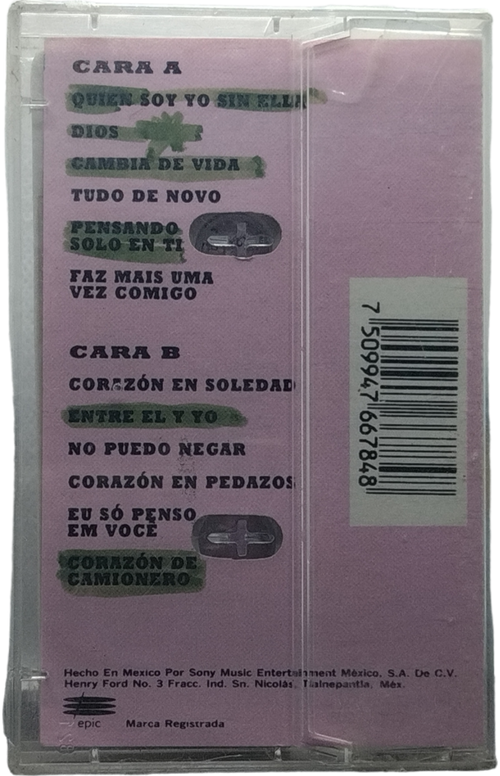 CARA A
QUIEN SOY YO SIN ELLA
DIOS
CAMBIA DE VIDA
TUDO DE NOVO
PENSANDO
SOLO EN TI
FAZ MAIS UMA
VEZ COMIGO
CARA B
CORAZÓN EN SOLEDAD
ENTRE EL Y YO
NO PUEDO NEGAR
CORAZÓN EN PEDAZOS
EU SÓ PENSO
EM VOCÊ
CORAZÓN DE
CAMIONERO
7 509947 667848
Hecho En Mexico Por Sony Music Entertainment México, S.A. De C.V.
Henry Ford No. 3 Fracc. Ind. Sn. Nicolás, Tlalnepantla, Méx.
epic Marca Registrada